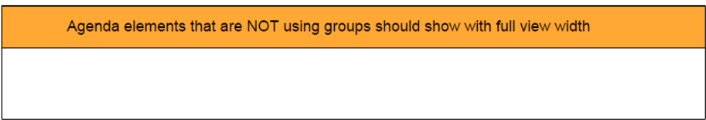 Agenda elements that are NOT using groups should show with full view width